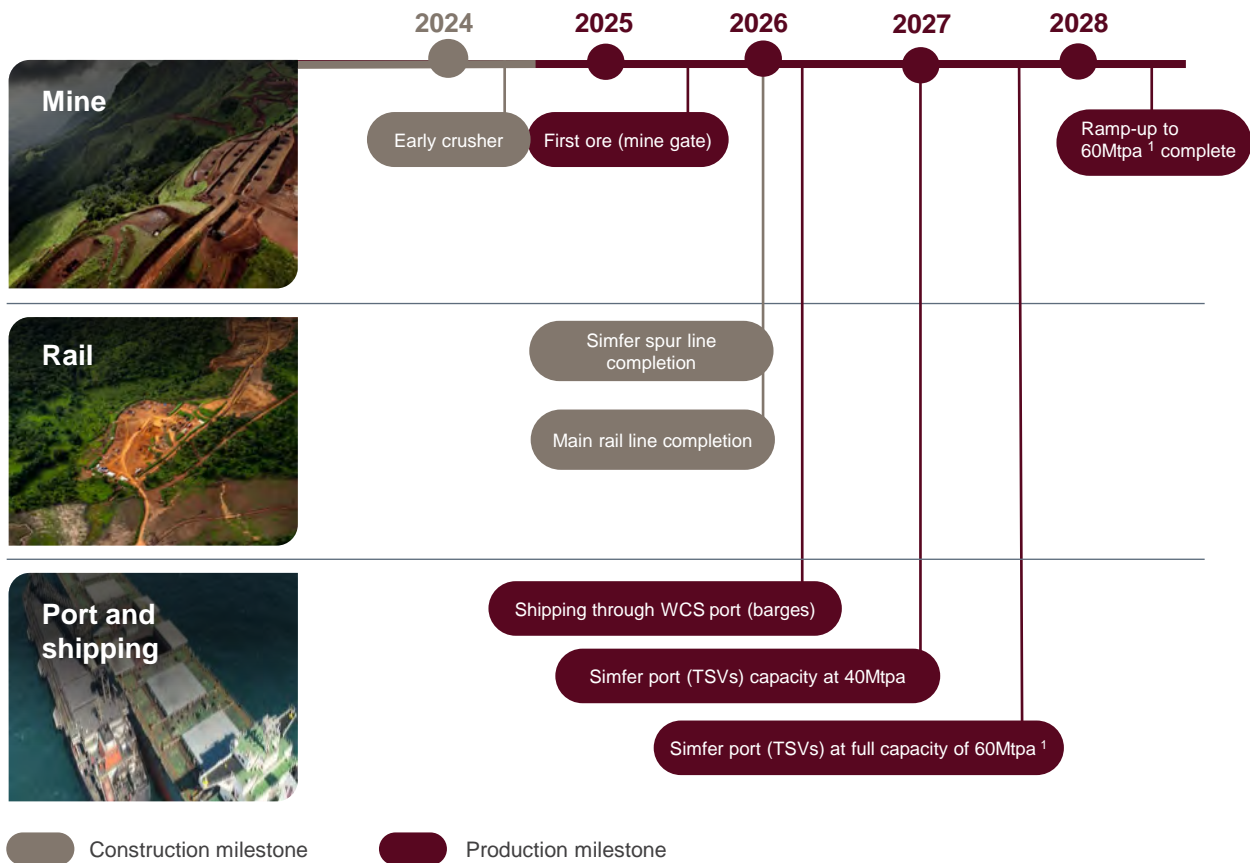 2024
2025
2026
2027
2028
Mine
Early crusher
First ore (mine gate)
Ramp-up to
60Mtpa ¹ complete
Rail
Simfer spur line
completion
Main rail line completion
Port and
shipping
Shipping through WCS port (barges)
Simfer port (TSVs) capacity at 40Mtpa
Simfer port (TSVs) at full capacity of 60Mtpa ¹
Construction milestone
Production milestone